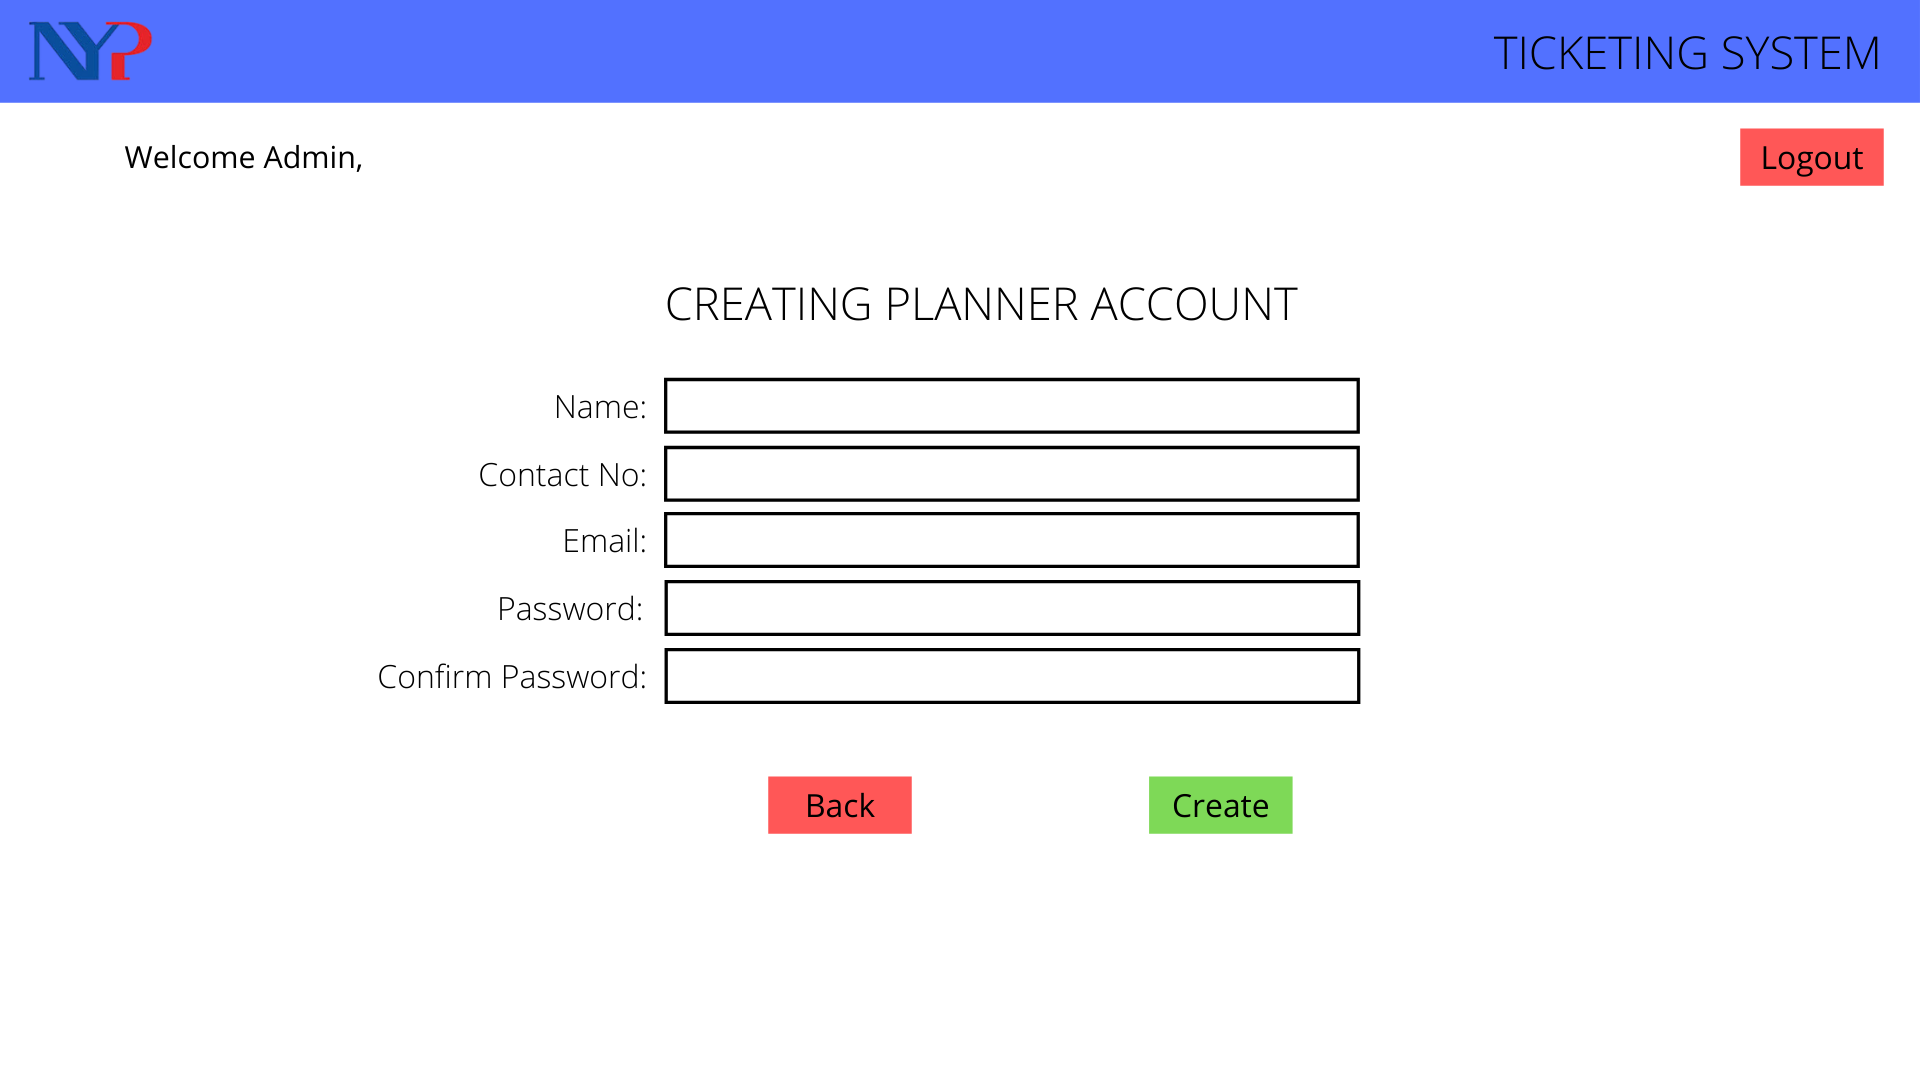 NYP
TICKETING SYSTEM
Welcome Admin,
Logout
CREATING PLANNER ACCOUNT
Name:
Contact No:
Email:
Password:
Confirm Password:
Back
Create